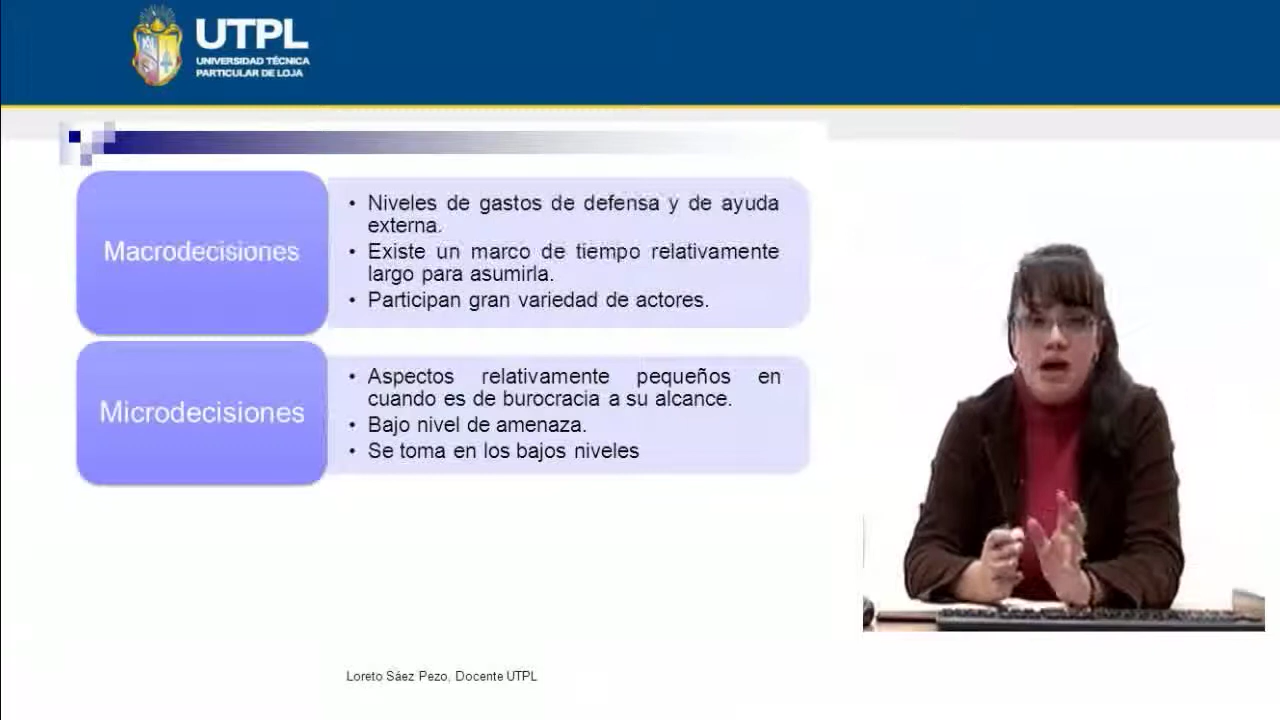 UTPL
UNIVERSIDAD TÉCNICA
PARTICULAR DE LOJA
Macrodecisiones
• Niveles de gastos de defensa y de ayuda
externa.
• Existe un marco de tiempo relativamente
largo para asumirla.
• Participan gran variedad de actores.
Microdecisiones
• Aspectos relativamente pequeños en
cuando es de burocracia a su alcance.
• Bajo nivel de amenaza.
• Se toma en los bajos niveles
Loreto Sáez Pezo, Docente UTPL